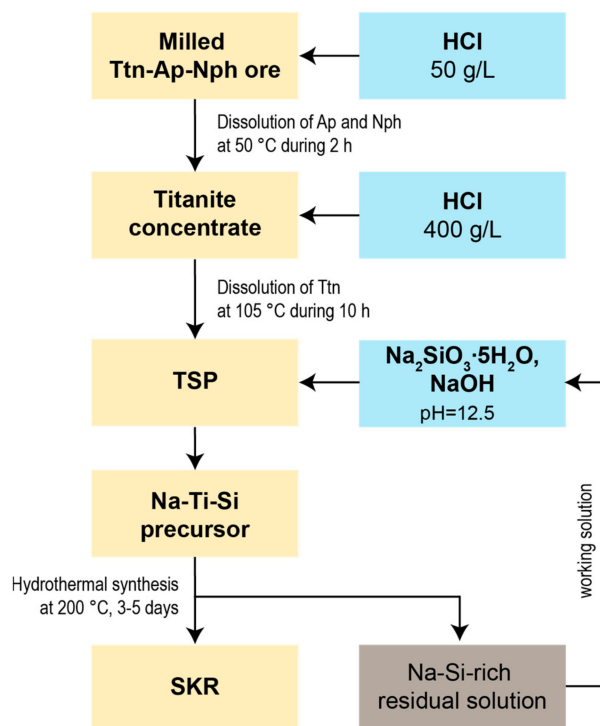 Milled
Ttn-Ap-Nph ore
HCl
50 g/L
Dissolution of Ap and Nph
at 50 °C during 2 h
Titanite
concentrate
HCl
400 g/L
Dissolution of Ttn
at 105 °C during 10 h
TSP
Na₂SiO₃·5H₂O,
NaOH
pH=12.5
Na-Ti-Si
precursor
working solution
Hydrothermal synthesis
at 200 °C, 3-5 days
SKR
Na-Si-rich
residual solution